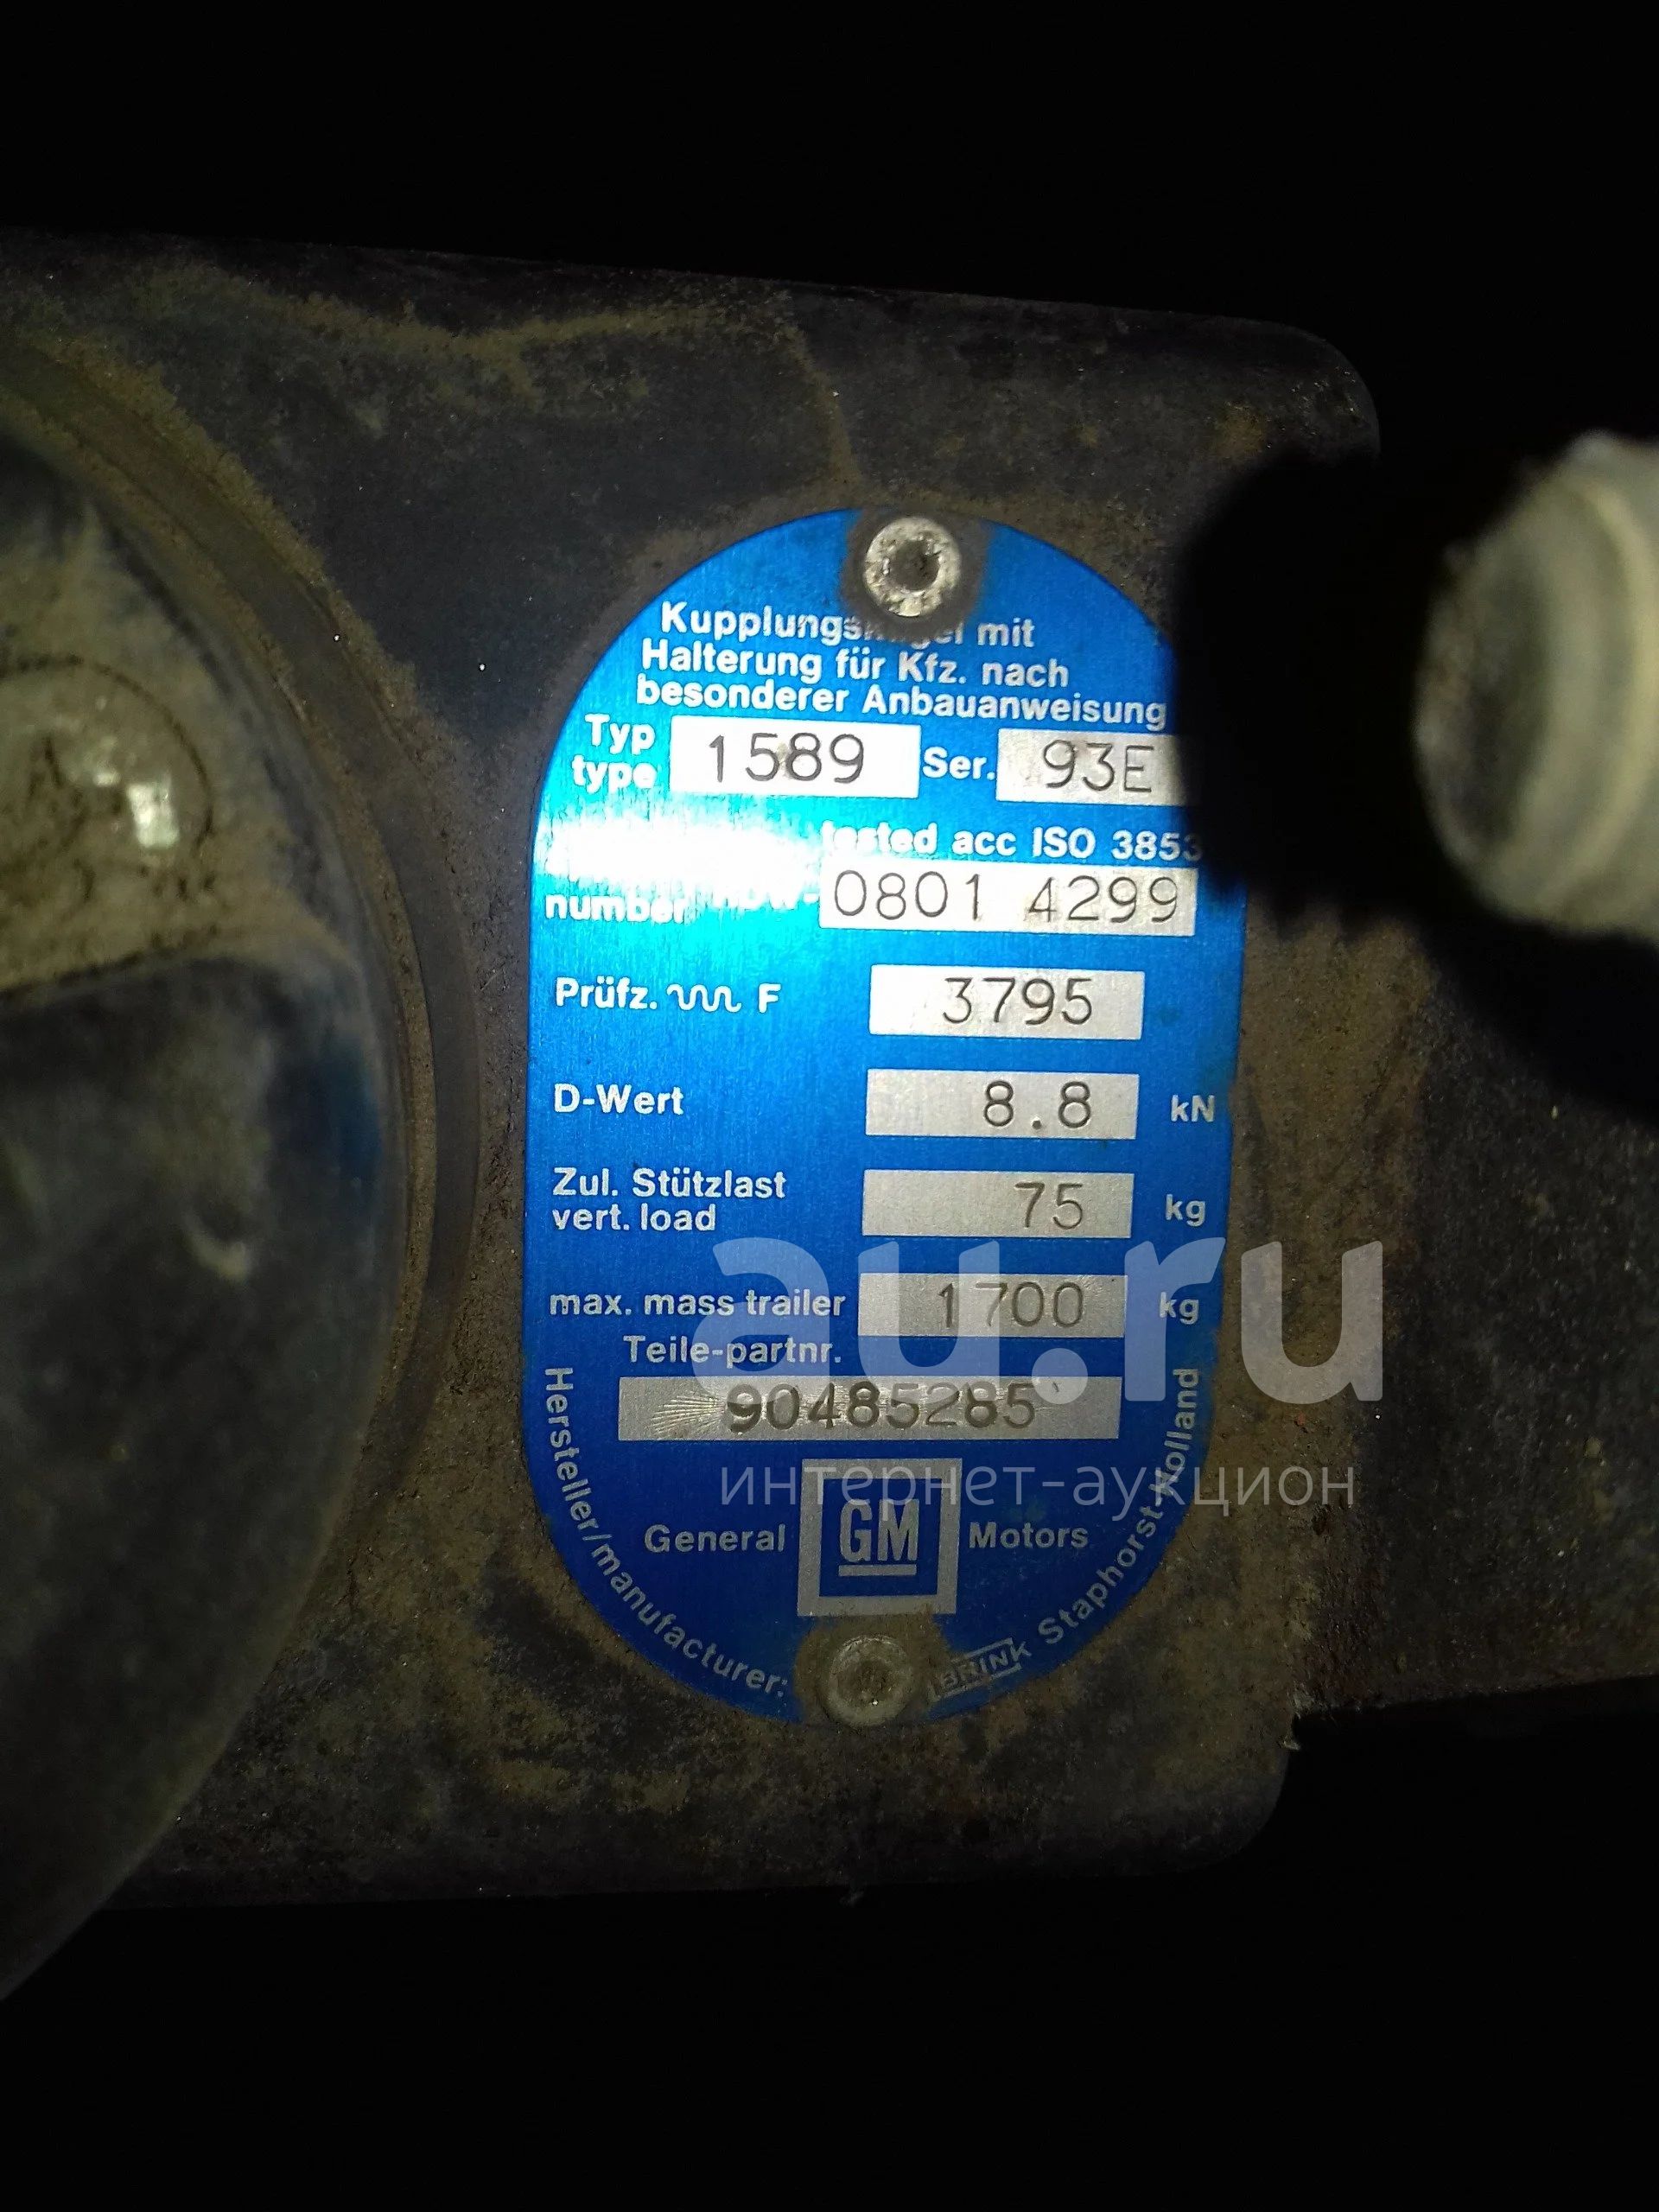 mit
Halterung für Kfz. nach
besonderer Anbauanweisung
Typ
type 1589 Ser. 93E
tested acc ISO 3853
number 0801 4299
Prüfz. F 3795
D-Wert 8.8 kN
Zul. Stützlast
vert. load 75 kg
max. mass trailer 1700 kg
Teile-partnr.
90485285
General GM Motors
Hersteller/manufacturer: BRINK Staphorst-Holland
au.ru
интернет-аукцион